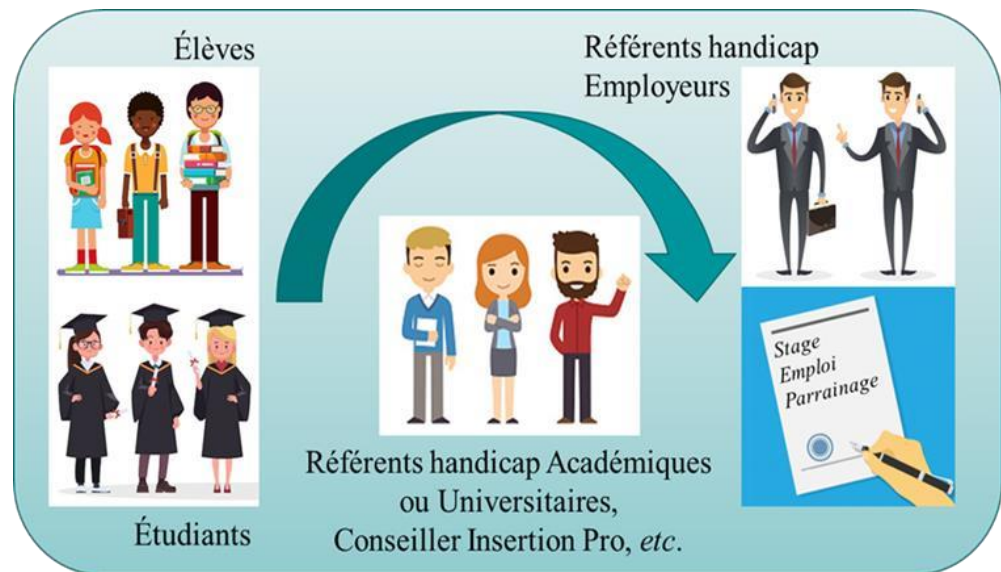 Élèves
Étudiants
Référents handicap Académiques
ou Universitaires,
Conseiller Insertion Pro, etc.
Référents handicap
Employeurs
Stage
Emploi
Parrainage